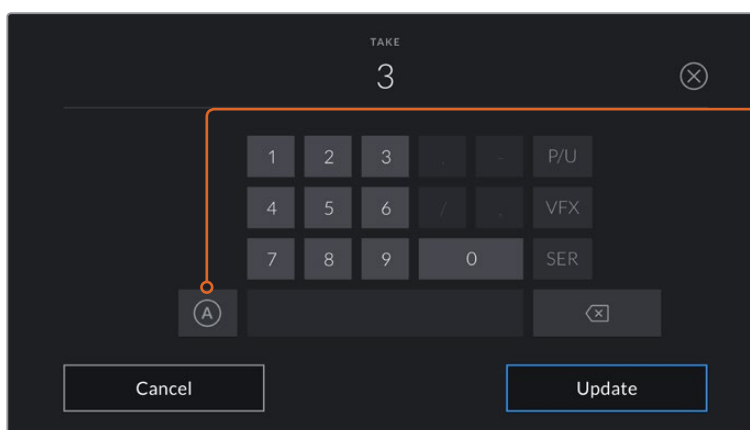 TAKE
3
1 2 3 . - P/U
4 5 6 / , VFX
7 8 9 0 SER
A
Cancel Update